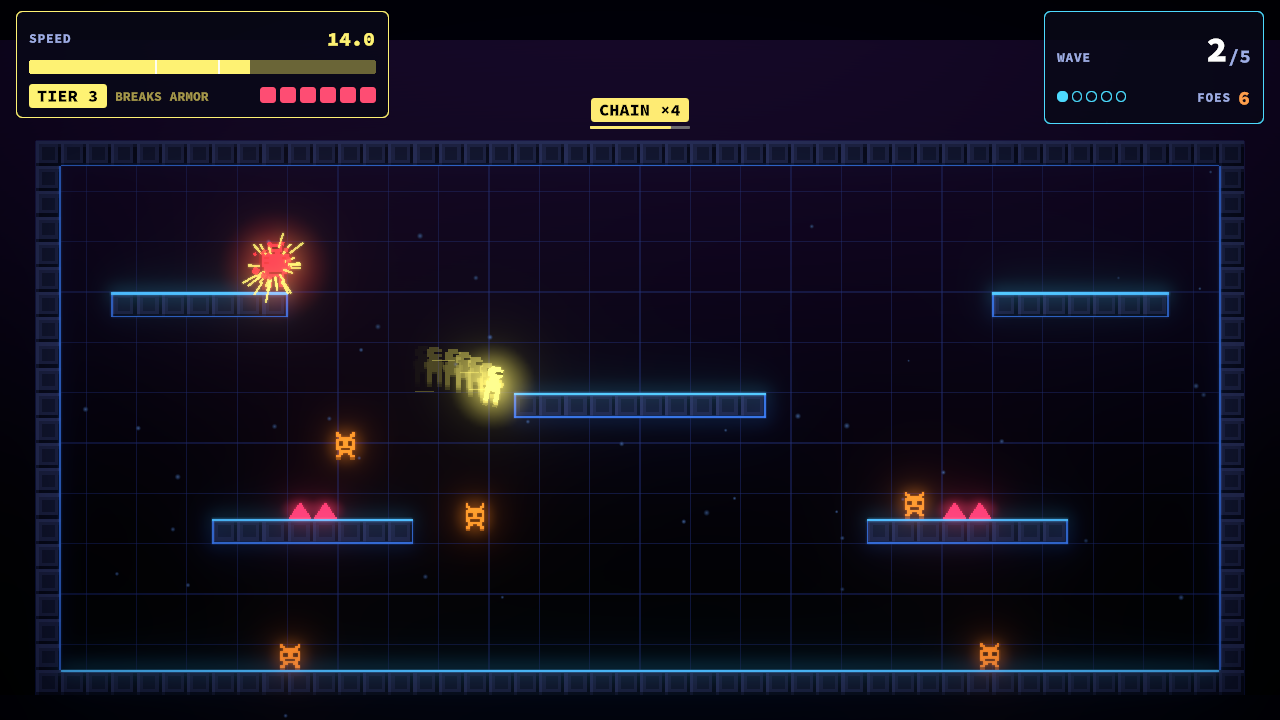 SPEED 14.0
TIER 3 BREAKS ARMOR
CHAIN ×4
WAVE 2/5
FOES 6